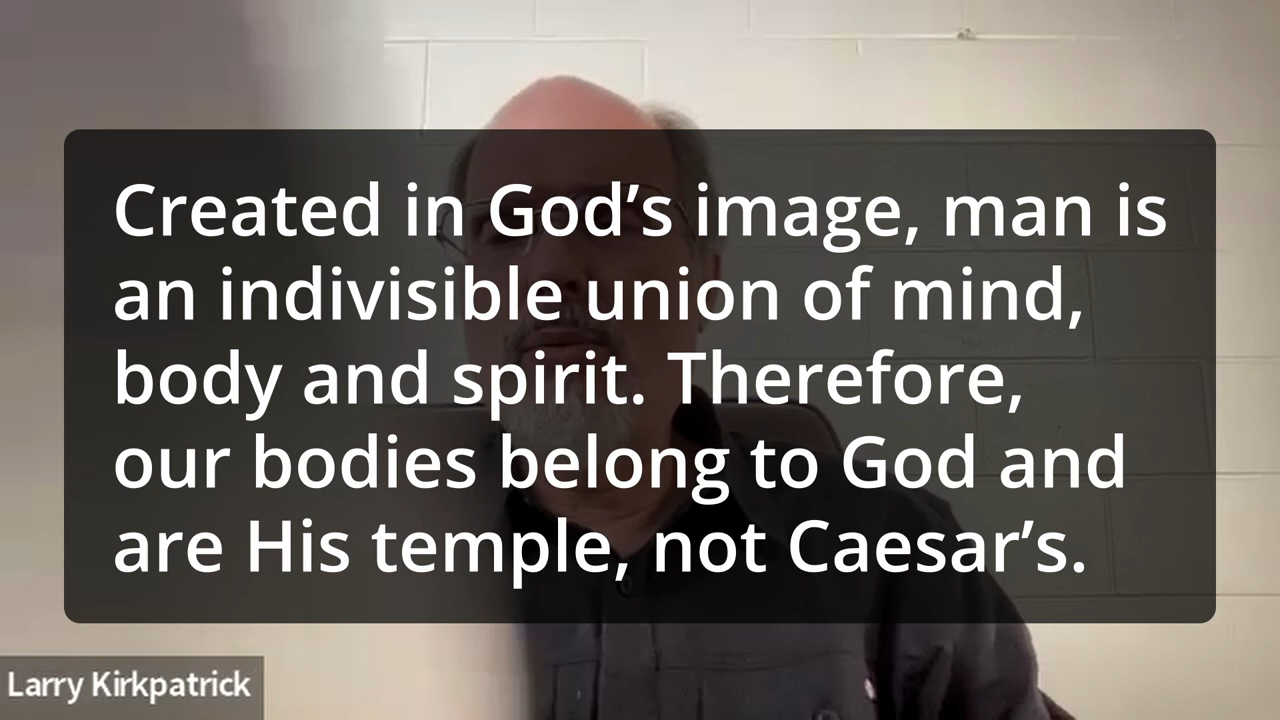 Created in God’s image, man is
an indivisible union of mind,
body and spirit. Therefore,
our bodies belong to God and
are His temple, not Caesar’s.
Larry Kirkpatrick